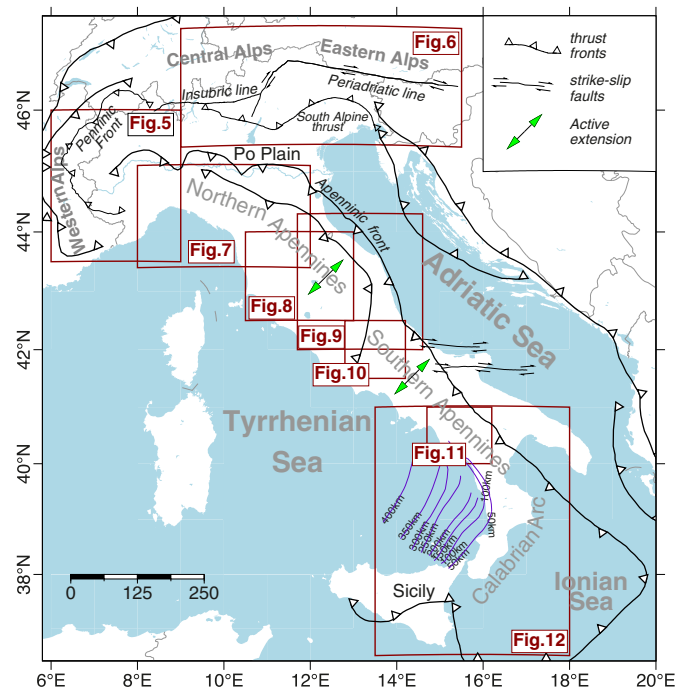 Central Alps
Eastern Alps
Fig.6
Insubric line
Periadriatic line
South Alpine
thrust
thrust
fronts
strike-slip
faults
Active
extension
46°N
44°N
42°N
40°N
38°N
Penninic
Front
Fig.5
WesternAlps
Po Plain
Northern Apennines
Apenninic front
Fig.7
Fig.8
Fig.9
Fig.10
Adriatic Sea
Southern Apennines
Tyrrhenian
Sea
Fig.11
400km
350km
300km
250km
200km
150km
100km
50km
100km
50km
Calabrian Arc
Ionian
Sea
Sicily
0 125 250
Fig.12
6°E 8°E 10°E 12°E 14°E 16°E 18°E 20°E